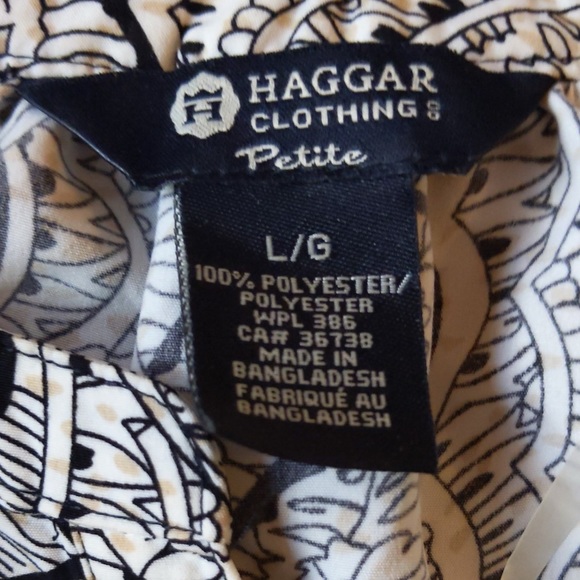 H HAGGAR
CLOTHING CO
Petite
L/G
100% POLYESTER/
POLYESTER
WPL 386
CA# 36738
MADE IN
BANGLADESH
FABRIQUÉ AU
BANGLADESH